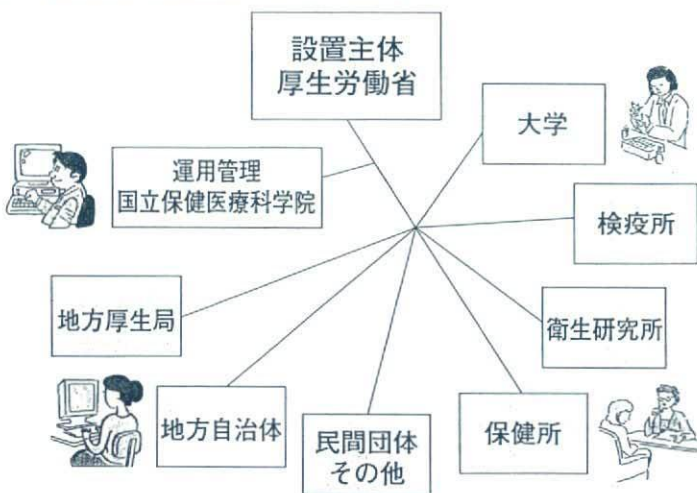 設置主体
厚生労働省
大学
運用管理
国立保健医療科学院
検疫所
地方厚生局
衛生研究所
地方自治体
民間団体
その他
保健所